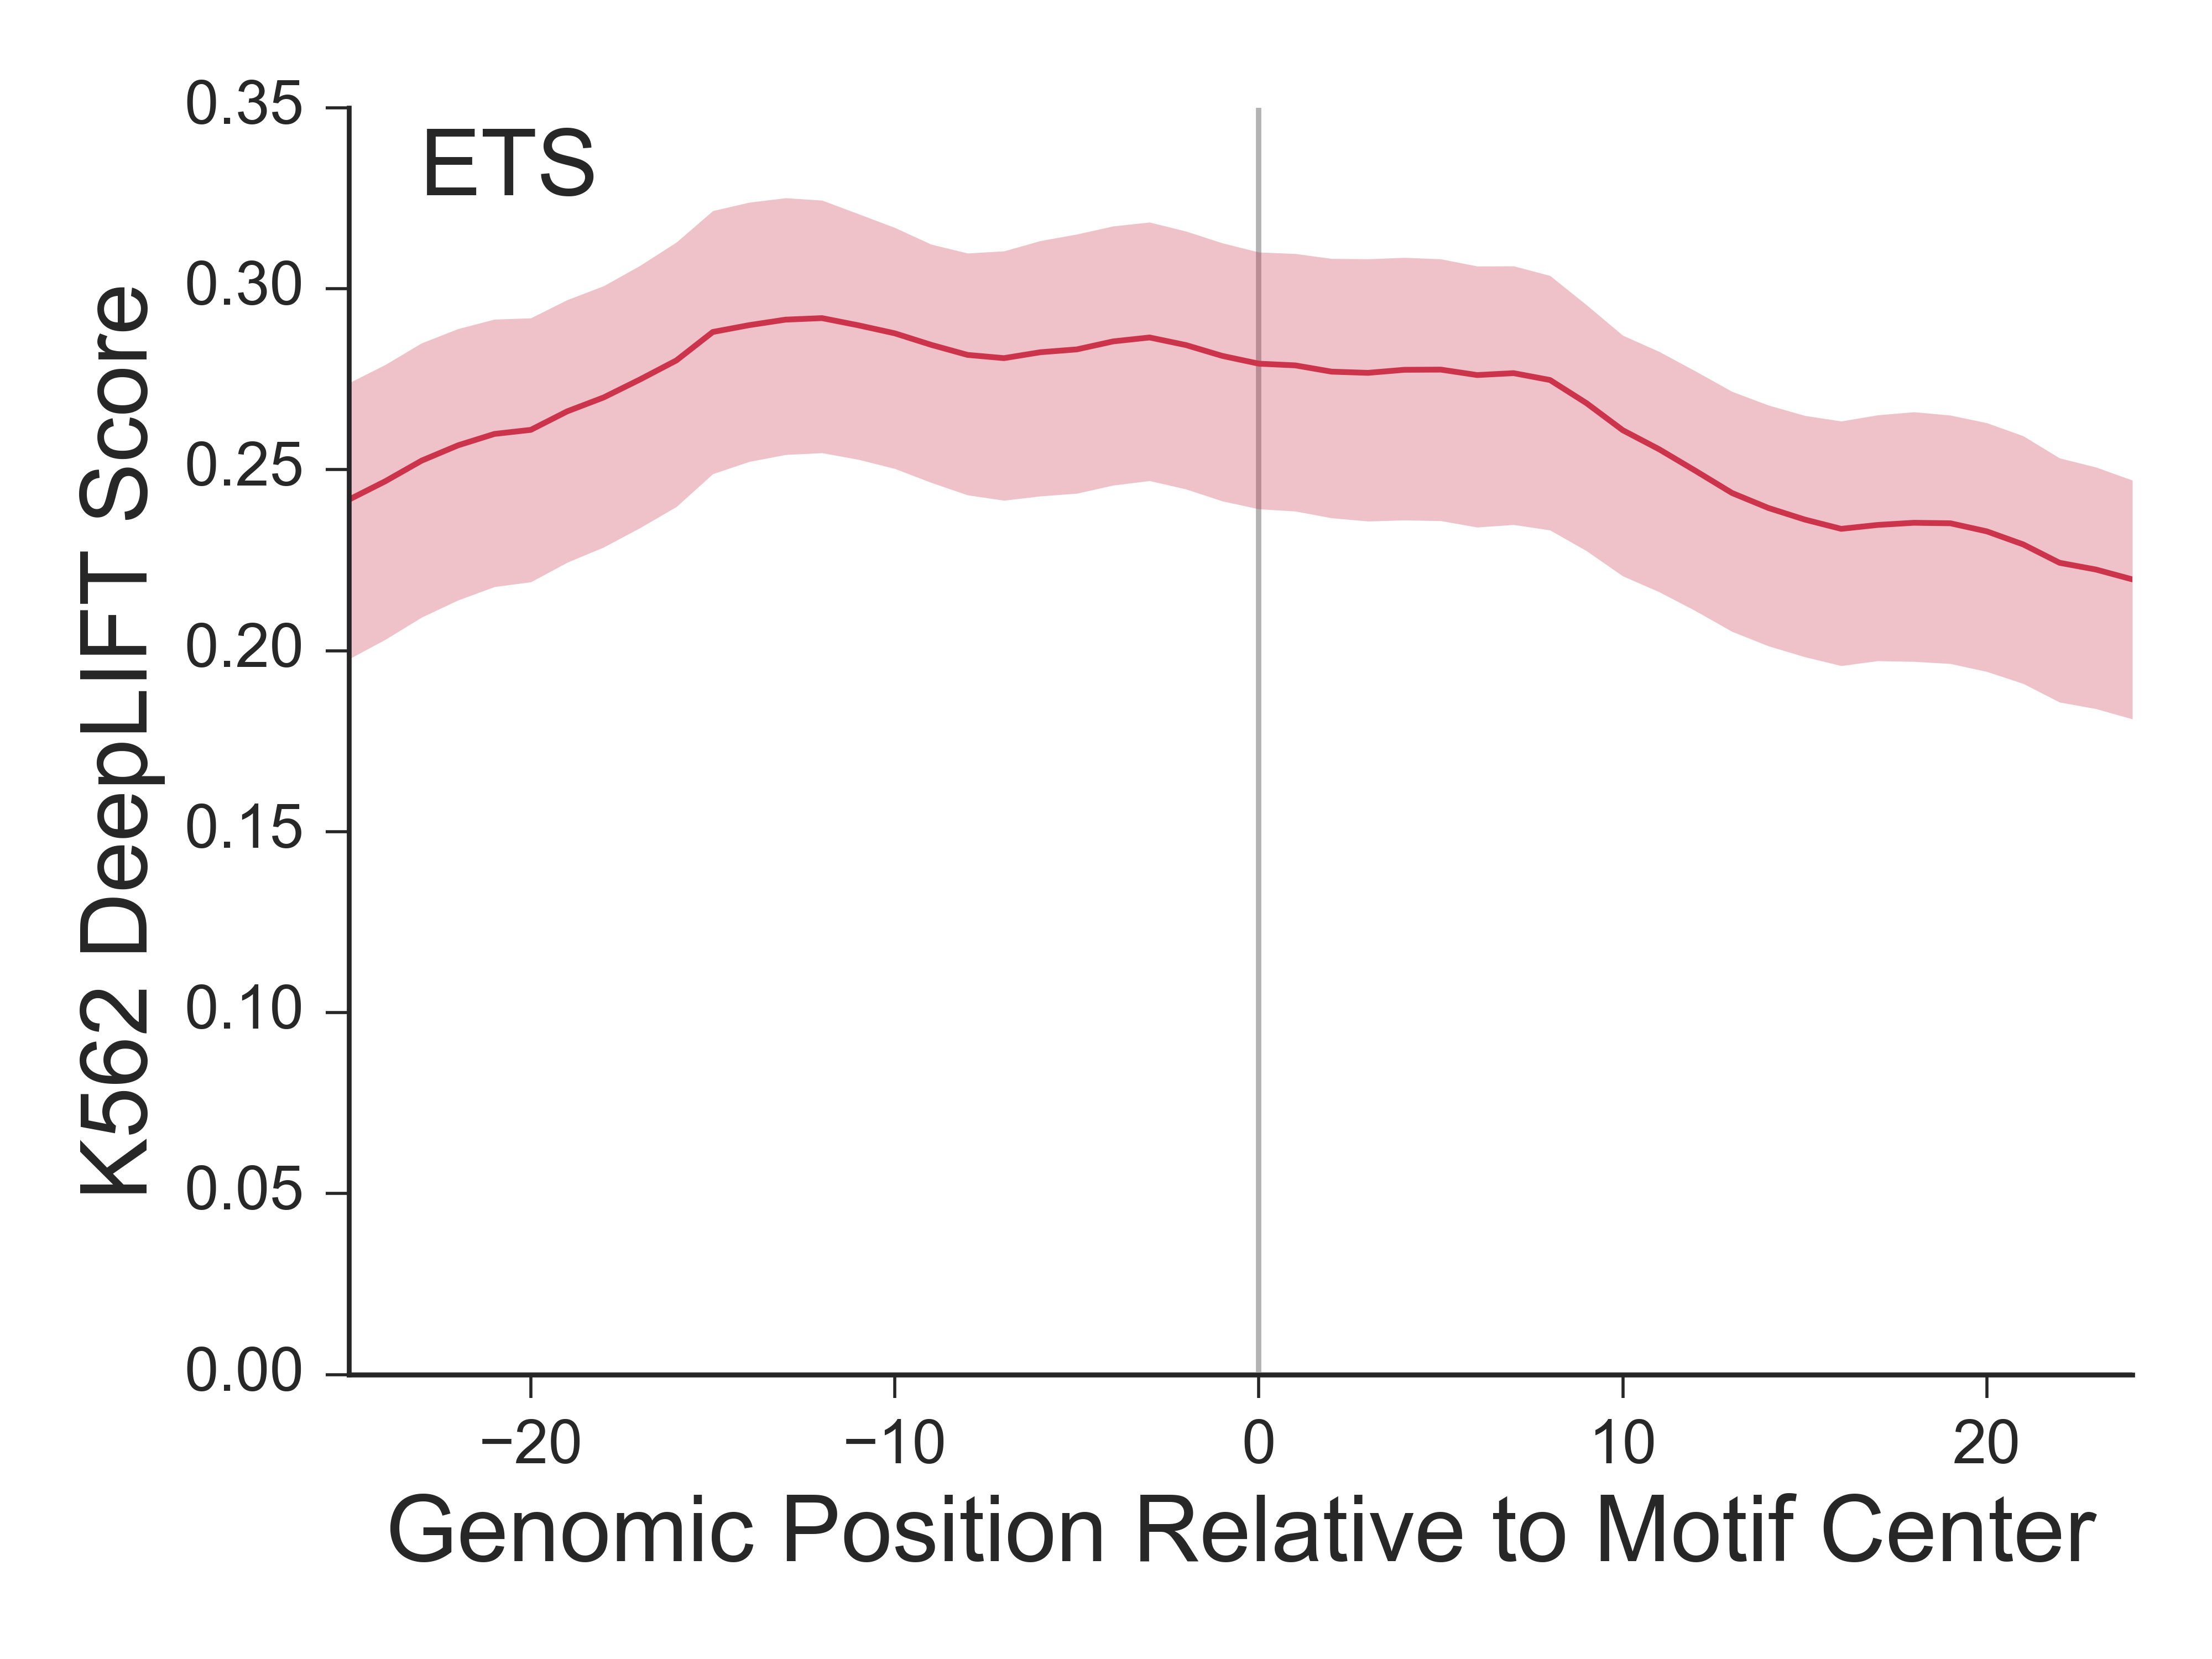 ETS
K562 DeepLIFT Score
0.35
0.30
0.25
0.20
0.15
0.10
0.05
0.00
−20 −10 0 10 20
Genomic Position Relative to Motif Center